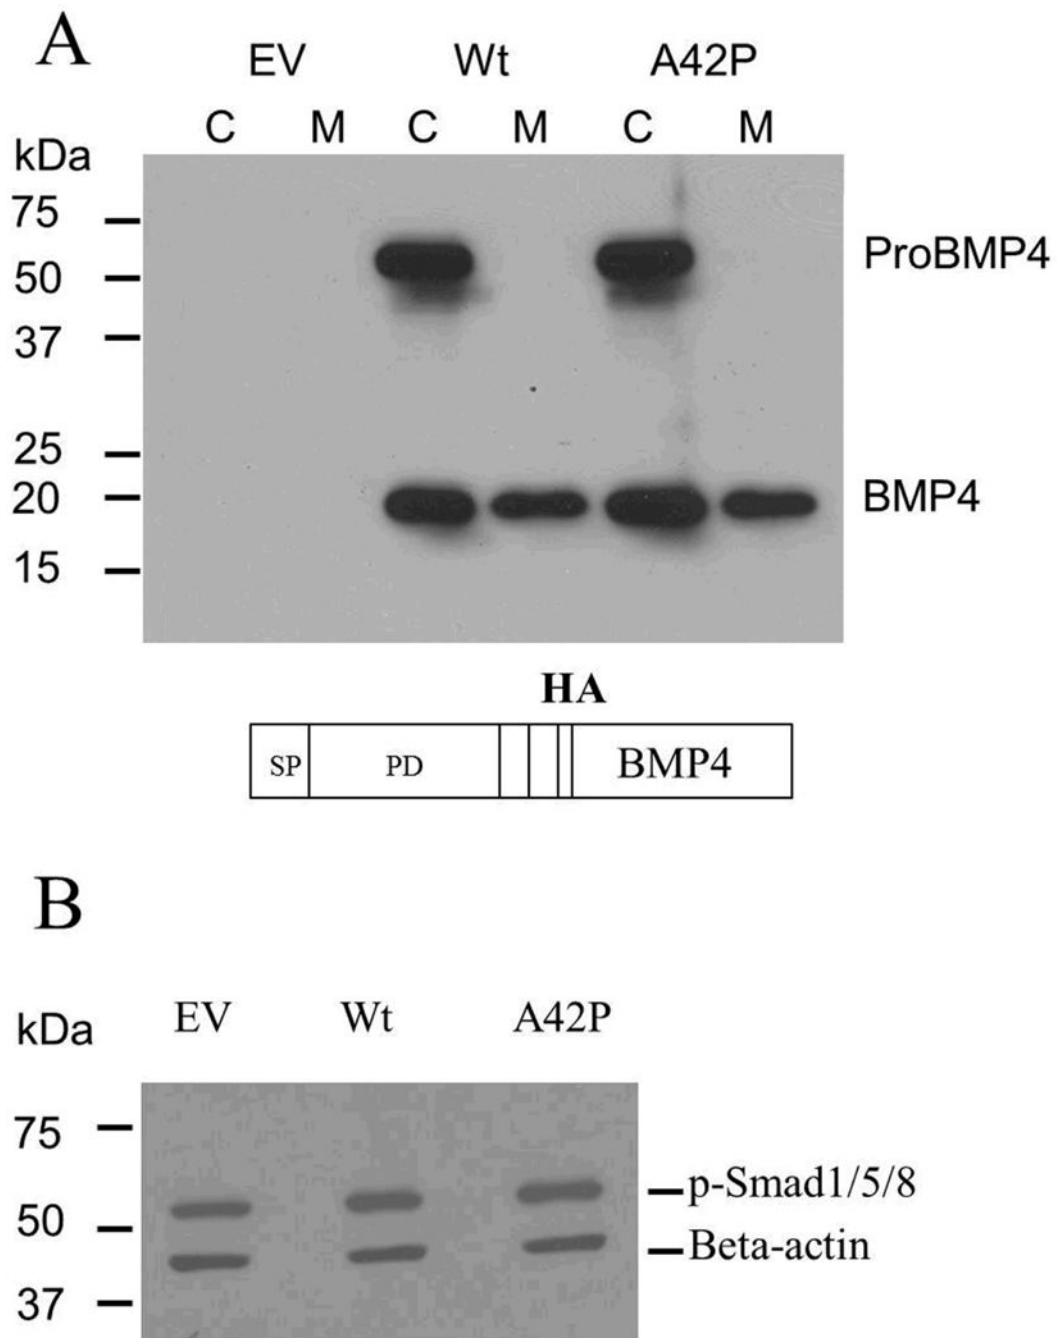 A
EV Wt A42P
C M C M C M
kDa
75
ProBMP4
50
37
25
20
BMP4
15
HA
SP PD BMP4
B
EV Wt A42P
kDa
75
p-Smad1/5/8
50
Beta-actin
37